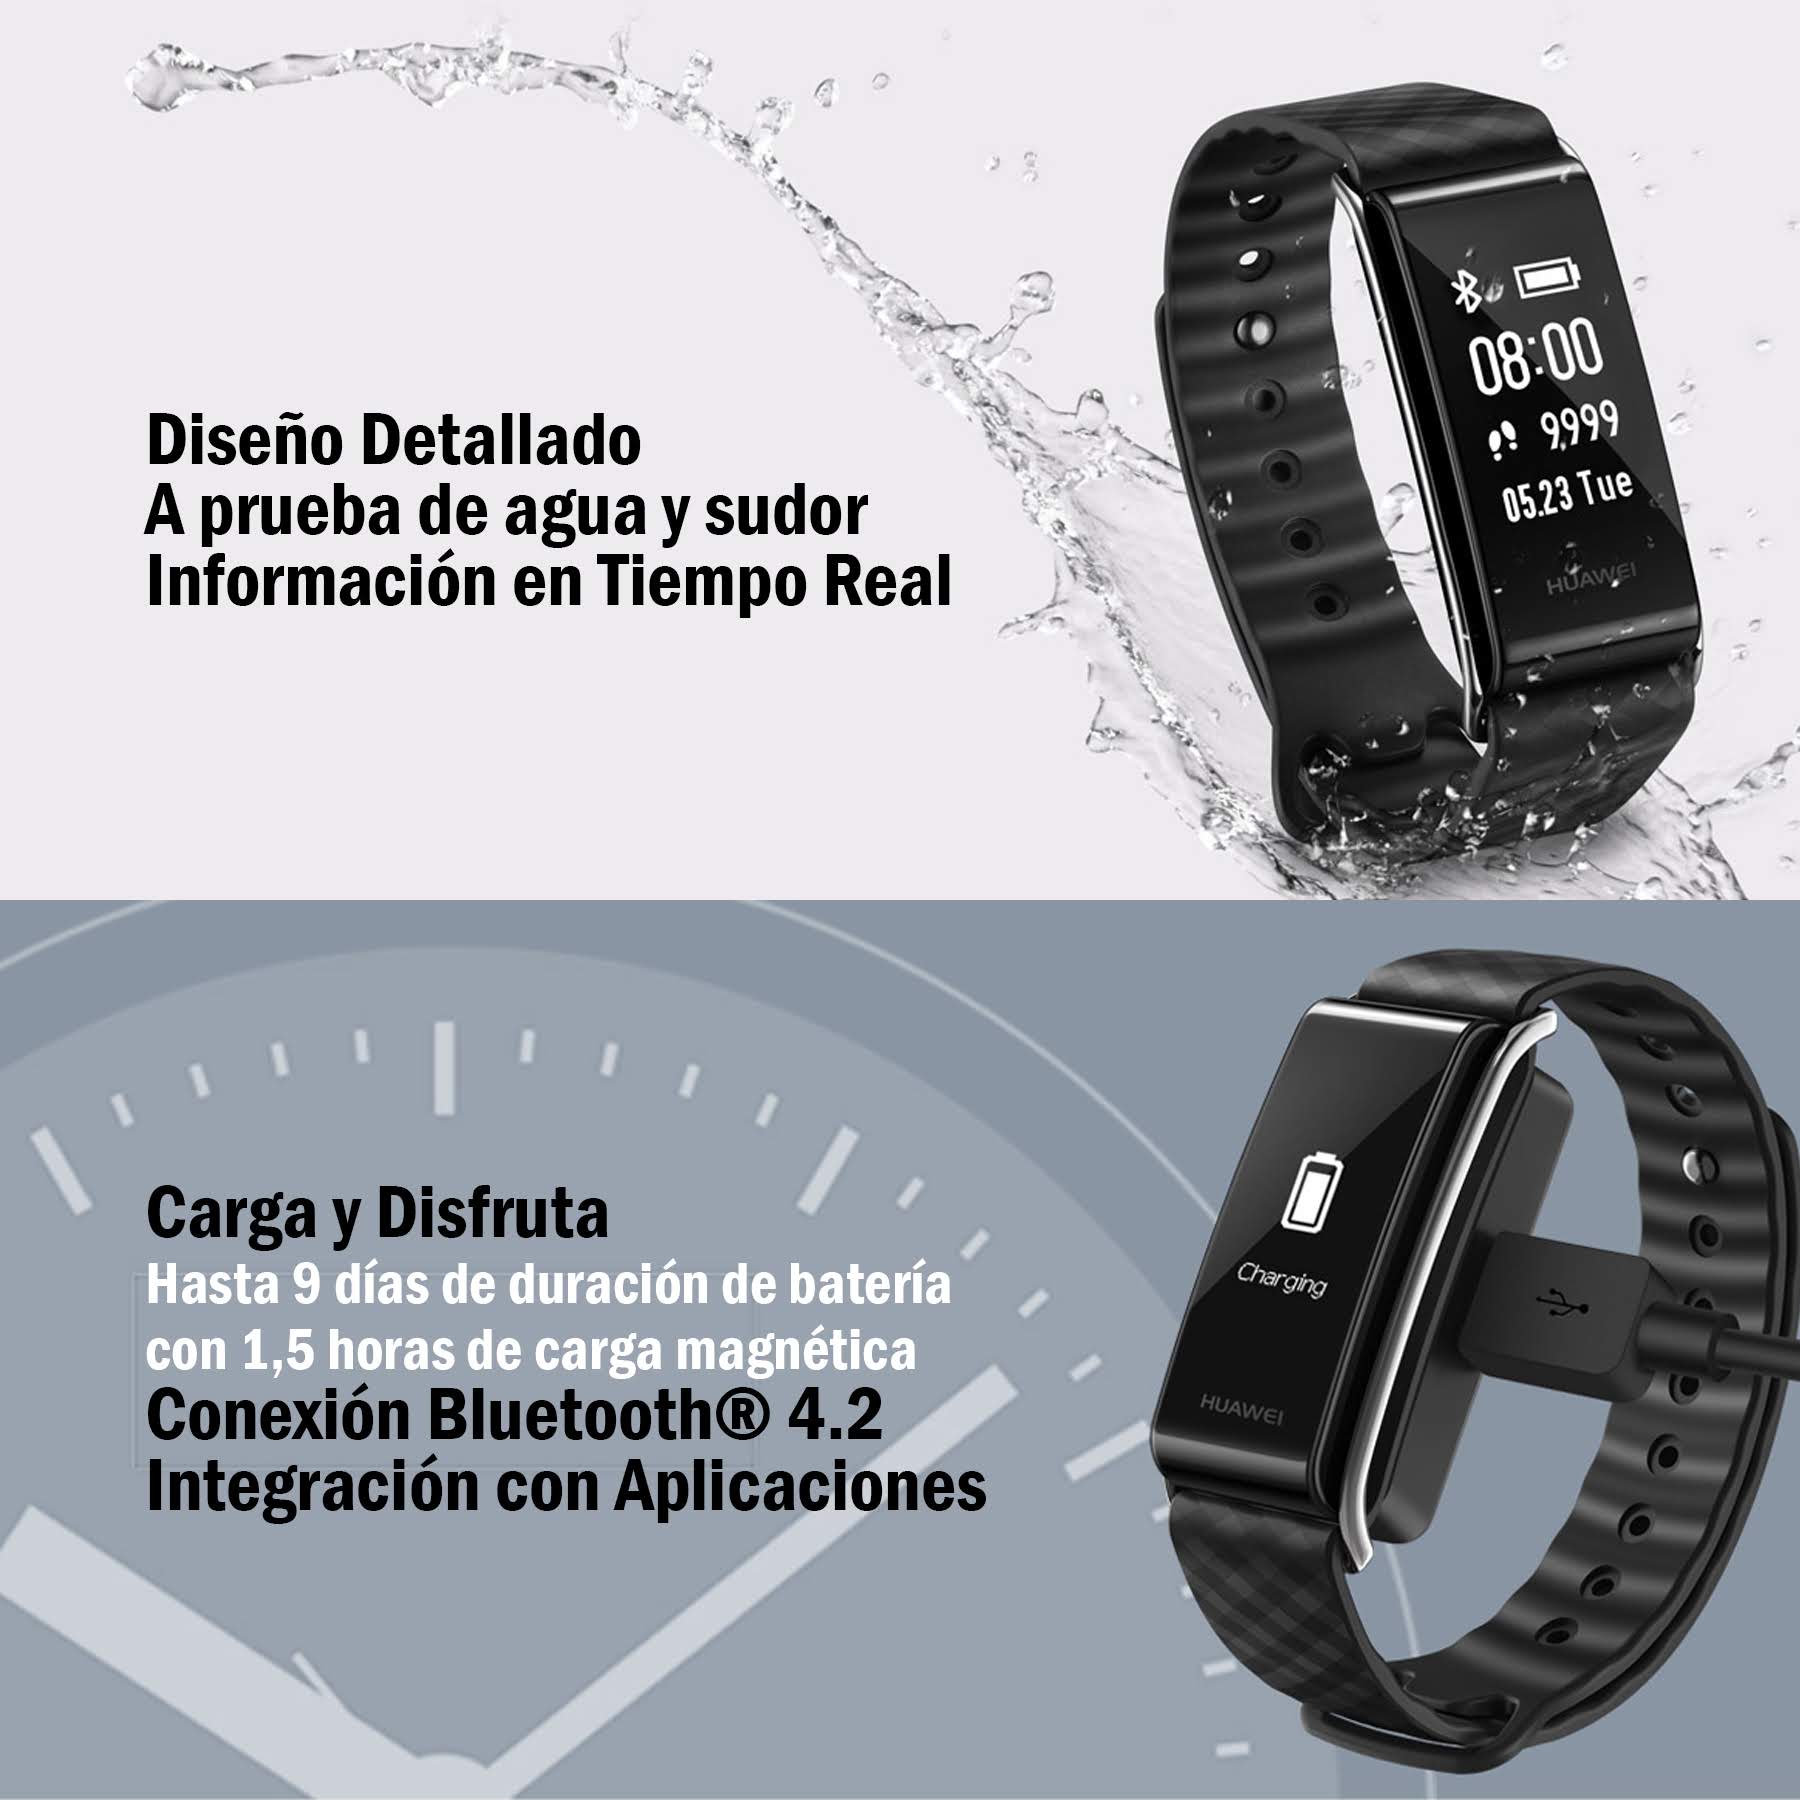 08:00
9,999
05.23 Tue
HUAWEI
Diseño Detallado
A prueba de agua y sudor
Información en Tiempo Real
Carga y Disfruta
Hasta 9 días de duración de batería
con 1,5 horas de carga magnética
Conexión Bluetooth® 4.2
Integración con Aplicaciones
Charging
HUAWEI